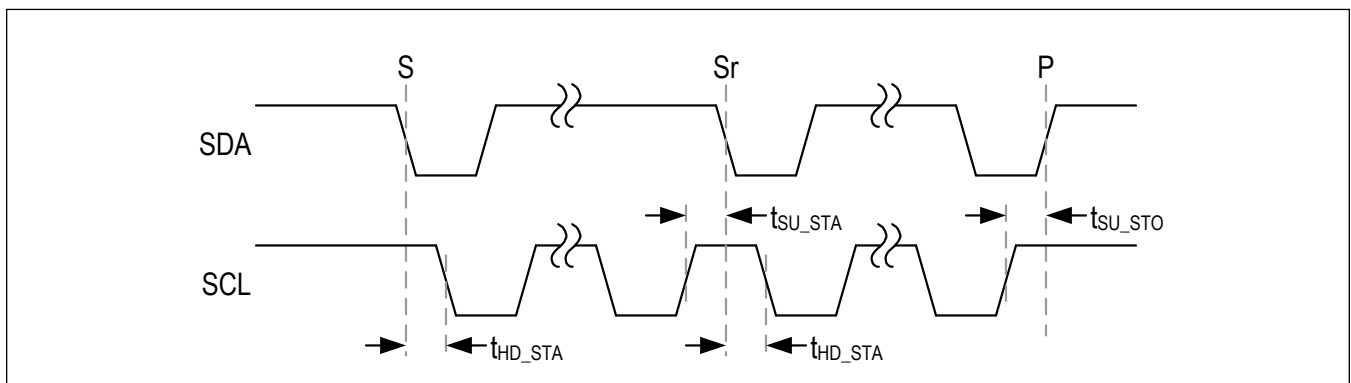 S Sr P
SDA
tSU_STA tSU_STO
SCL
tHD_STA tHD_STA